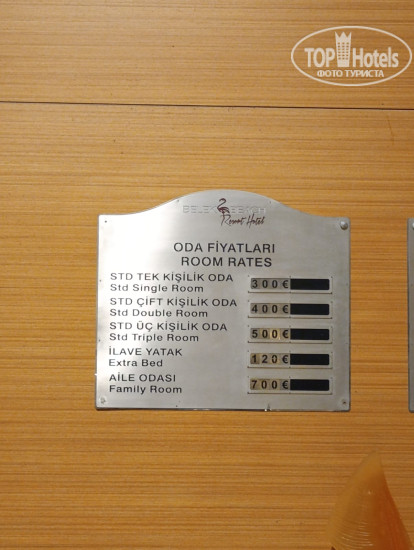 TOP Hotels
ФОТО ТУРИСТА
BELEK BEACH
Resort Hotel
ODA FİYATLARI
ROOM RATES
STD TEK KİŞİLİK ODA
Std Single Room
300€
STD ÇİFT KİŞİLİK ODA
Std Double Room
400€
STD ÜÇ KİŞİLİK ODA
Std Triple Room
500€
İLAVE YATAK
Extra Bed
120€
AİLE ODASI
Family Room
700€